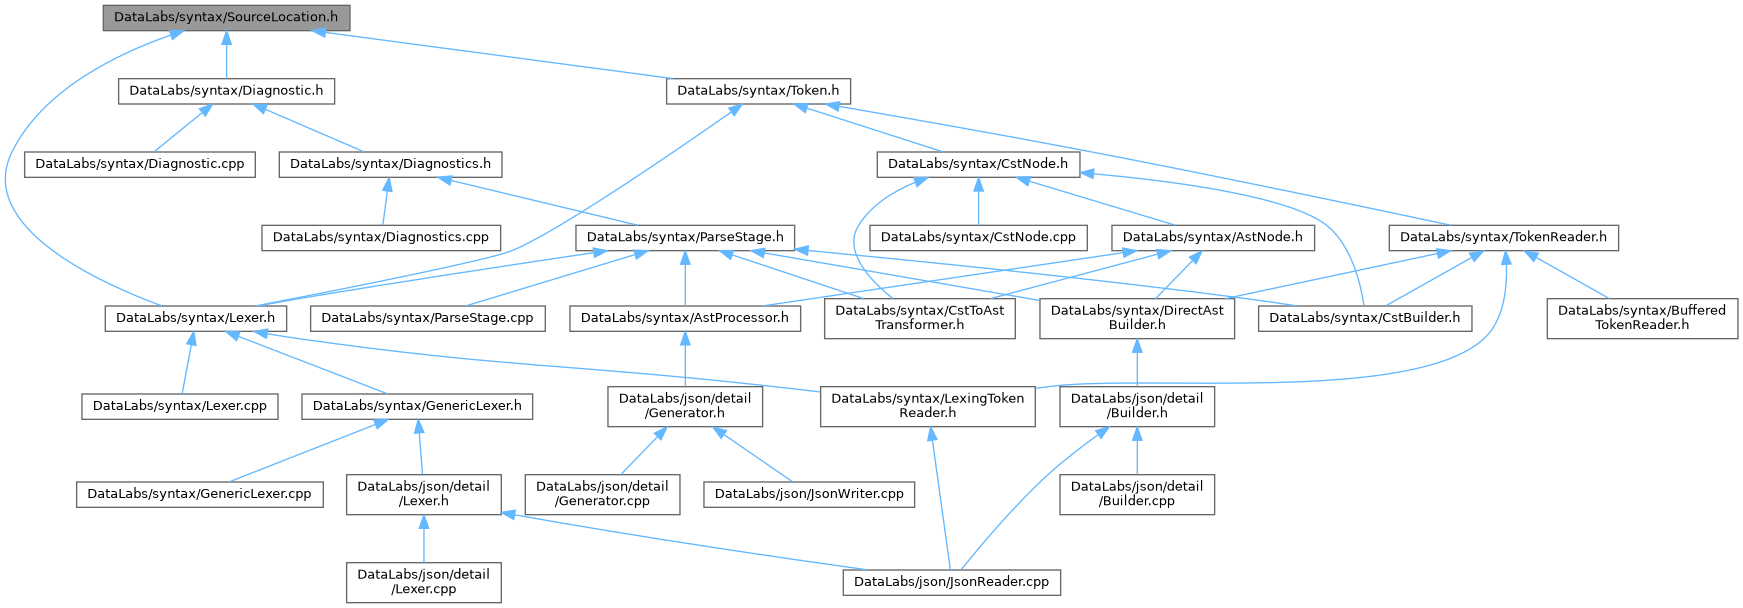 DataLabs/syntax/SourceLocation.h
DataLabs/syntax/Diagnostic.h
DataLabs/syntax/Token.h
DataLabs/syntax/Diagnostic.cpp
DataLabs/syntax/Diagnostics.h
DataLabs/syntax/CstNode.h
DataLabs/syntax/Diagnostics.cpp
DataLabs/syntax/ParseStage.h
DataLabs/syntax/CstNode.cpp
DataLabs/syntax/AstNode.h
DataLabs/syntax/TokenReader.h
DataLabs/syntax/Lexer.h
DataLabs/syntax/ParseStage.cpp
DataLabs/syntax/AstProcessor.h
DataLabs/syntax/CstToAst
Transformer.h
DataLabs/syntax/DirectAst
Builder.h
DataLabs/syntax/CstBuilder.h
DataLabs/syntax/Buffered
TokenReader.h
DataLabs/syntax/Lexer.cpp
DataLabs/syntax/GenericLexer.h
DataLabs/json/detail
/Generator.h
DataLabs/syntax/LexingToken
Reader.h
DataLabs/json/detail
/Builder.h
DataLabs/syntax/GenericLexer.cpp
DataLabs/json/detail
/Lexer.h
DataLabs/json/detail
/Generator.cpp
DataLabs/json/JsonWriter.cpp
DataLabs/json/detail
/Builder.cpp
DataLabs/json/detail
/Lexer.cpp
DataLabs/json/JsonReader.cpp